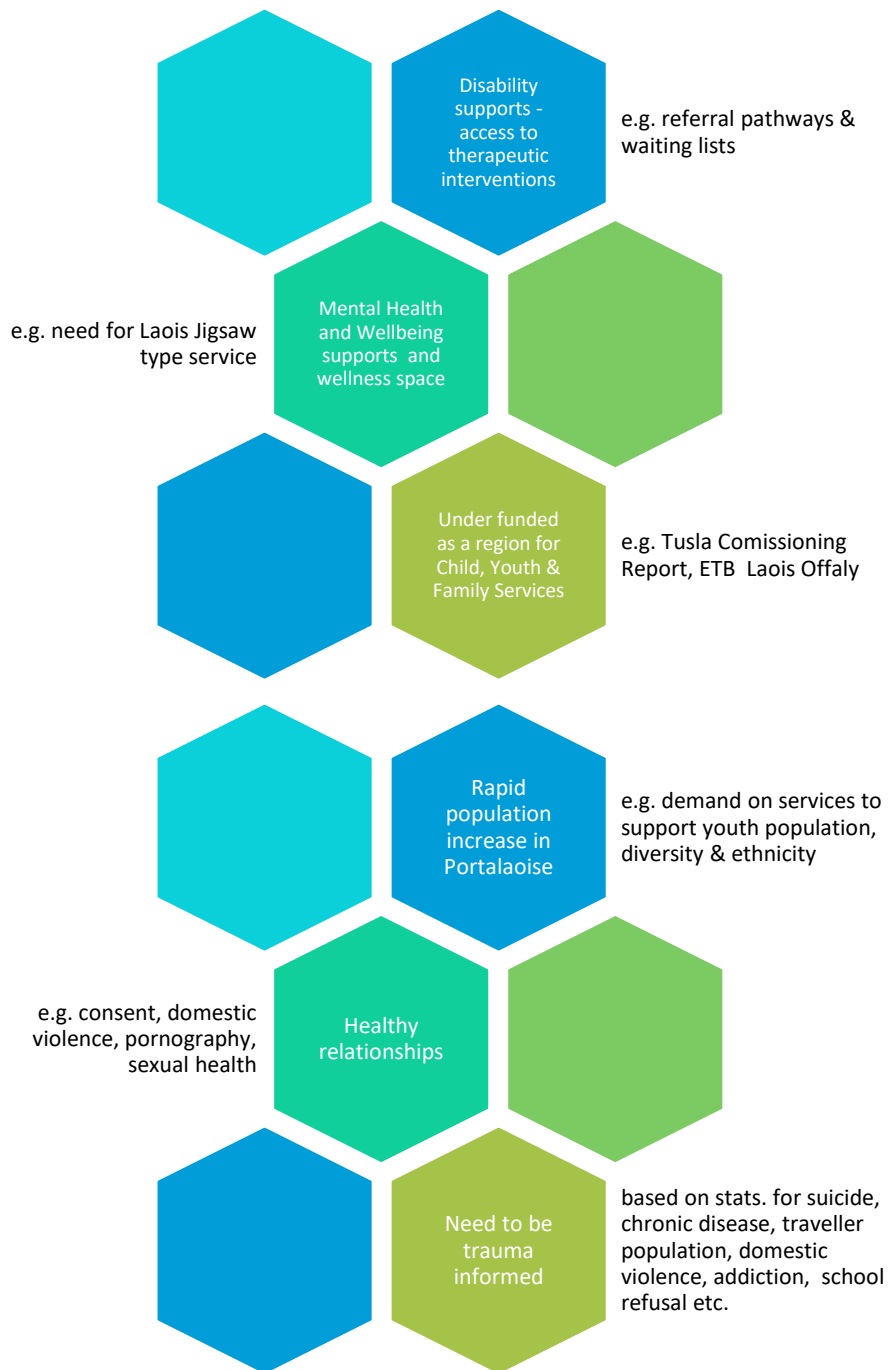 Disability
supports -
access to
therapeutic
interventions
e.g. referral pathways &
waiting lists
e.g. need for Laois Jigsaw
type service
Mental Health
and Wellbeing
supports and
wellness space
Under funded
as a region for
Child, Youth &
Family Services
e.g. Tusla Comissioning
Report, ETB Laois Offaly
Rapid
population
increase in
Portalaoise
e.g. demand on services to
support youth population,
diversity & ethnicity
e.g. consent, domestic
violence, pornography,
sexual health
Healthy
relationships
Need to be
trauma
informed
based on stats. for suicide,
chronic disease, traveller
population, domestic
violence, addiction, school
refusal etc.